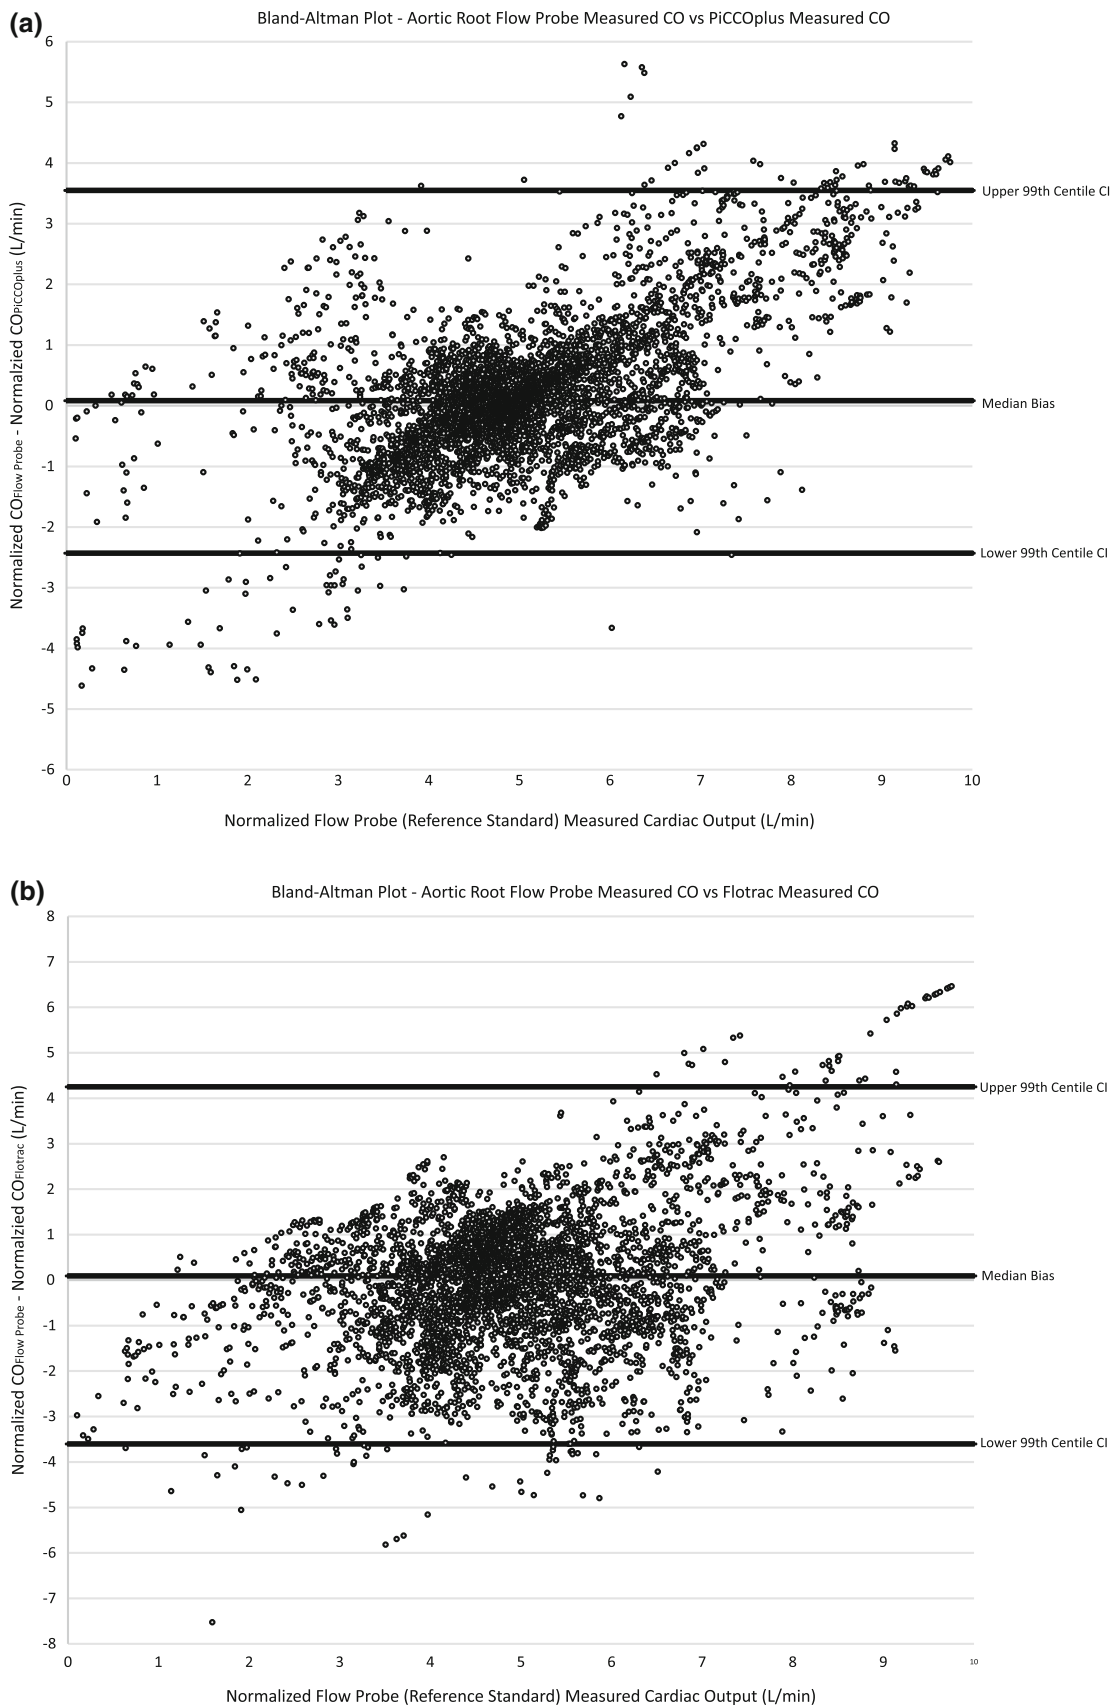 (a)
Bland-Altman Plot - Aortic Root Flow Probe Measured CO vs PiCCOplus Measured CO
Normalized COFlow Probe - Normalzied COPiCCOplus (L/min)
6
5
4
3
2
1
0
-1
-2
-3
-4
-5
-6
Upper 99th Centile CI
Median Bias
Lower 99th Centile CI
0 1 2 3 4 5 6 7 8 9 10
Normalized Flow Probe (Reference Standard) Measured Cardiac Output (L/min)
(b)
Bland-Altman Plot - Aortic Root Flow Probe Measured CO vs Flotrac Measured CO
Normalized COFlow Probe - Normalzied COFlotrac (L/min)
8
7
6
5
4
3
2
1
0
-1
-2
-3
-4
-5
-6
-7
-8
Upper 99th Centile CI
Median Bias
Lower 99th Centile CI
0 1 2 3 4 5 6 7 8 9 10
Normalized Flow Probe (Reference Standard) Measured Cardiac Output (L/min)